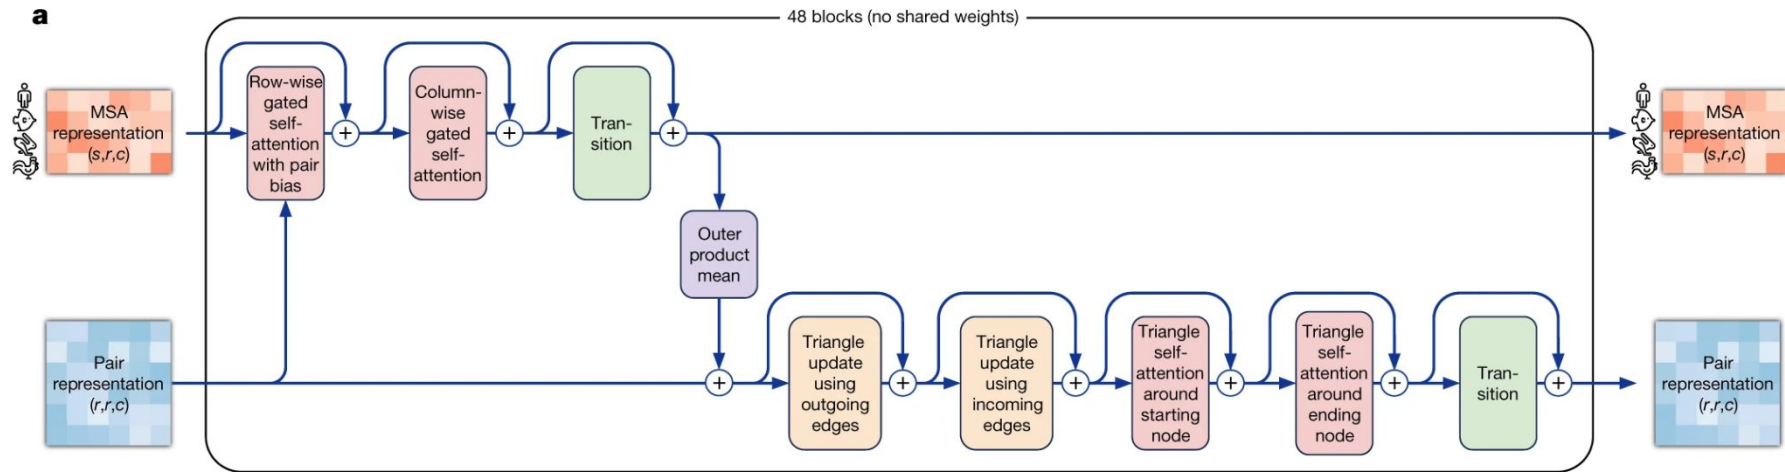 a
48 blocks (no shared weights)
MSA
representation
(s,r,c)
Row-wise
gated
self-
attention
with pair
bias
+
Column-
wise
gated
self-
attention
+
Tran-
sition
+
MSA
representation
(s,r,c)
Outer
product
mean
Pair
representation
(r,r,c)
+
Triangle
update
using
outgoing
edges
+
Triangle
update
using
incoming
edges
+
Triangle
self-
attention
around
starting
node
+
Triangle
self-
attention
around
ending
node
+
Tran-
sition
+
Pair
representation
(r,r,c)